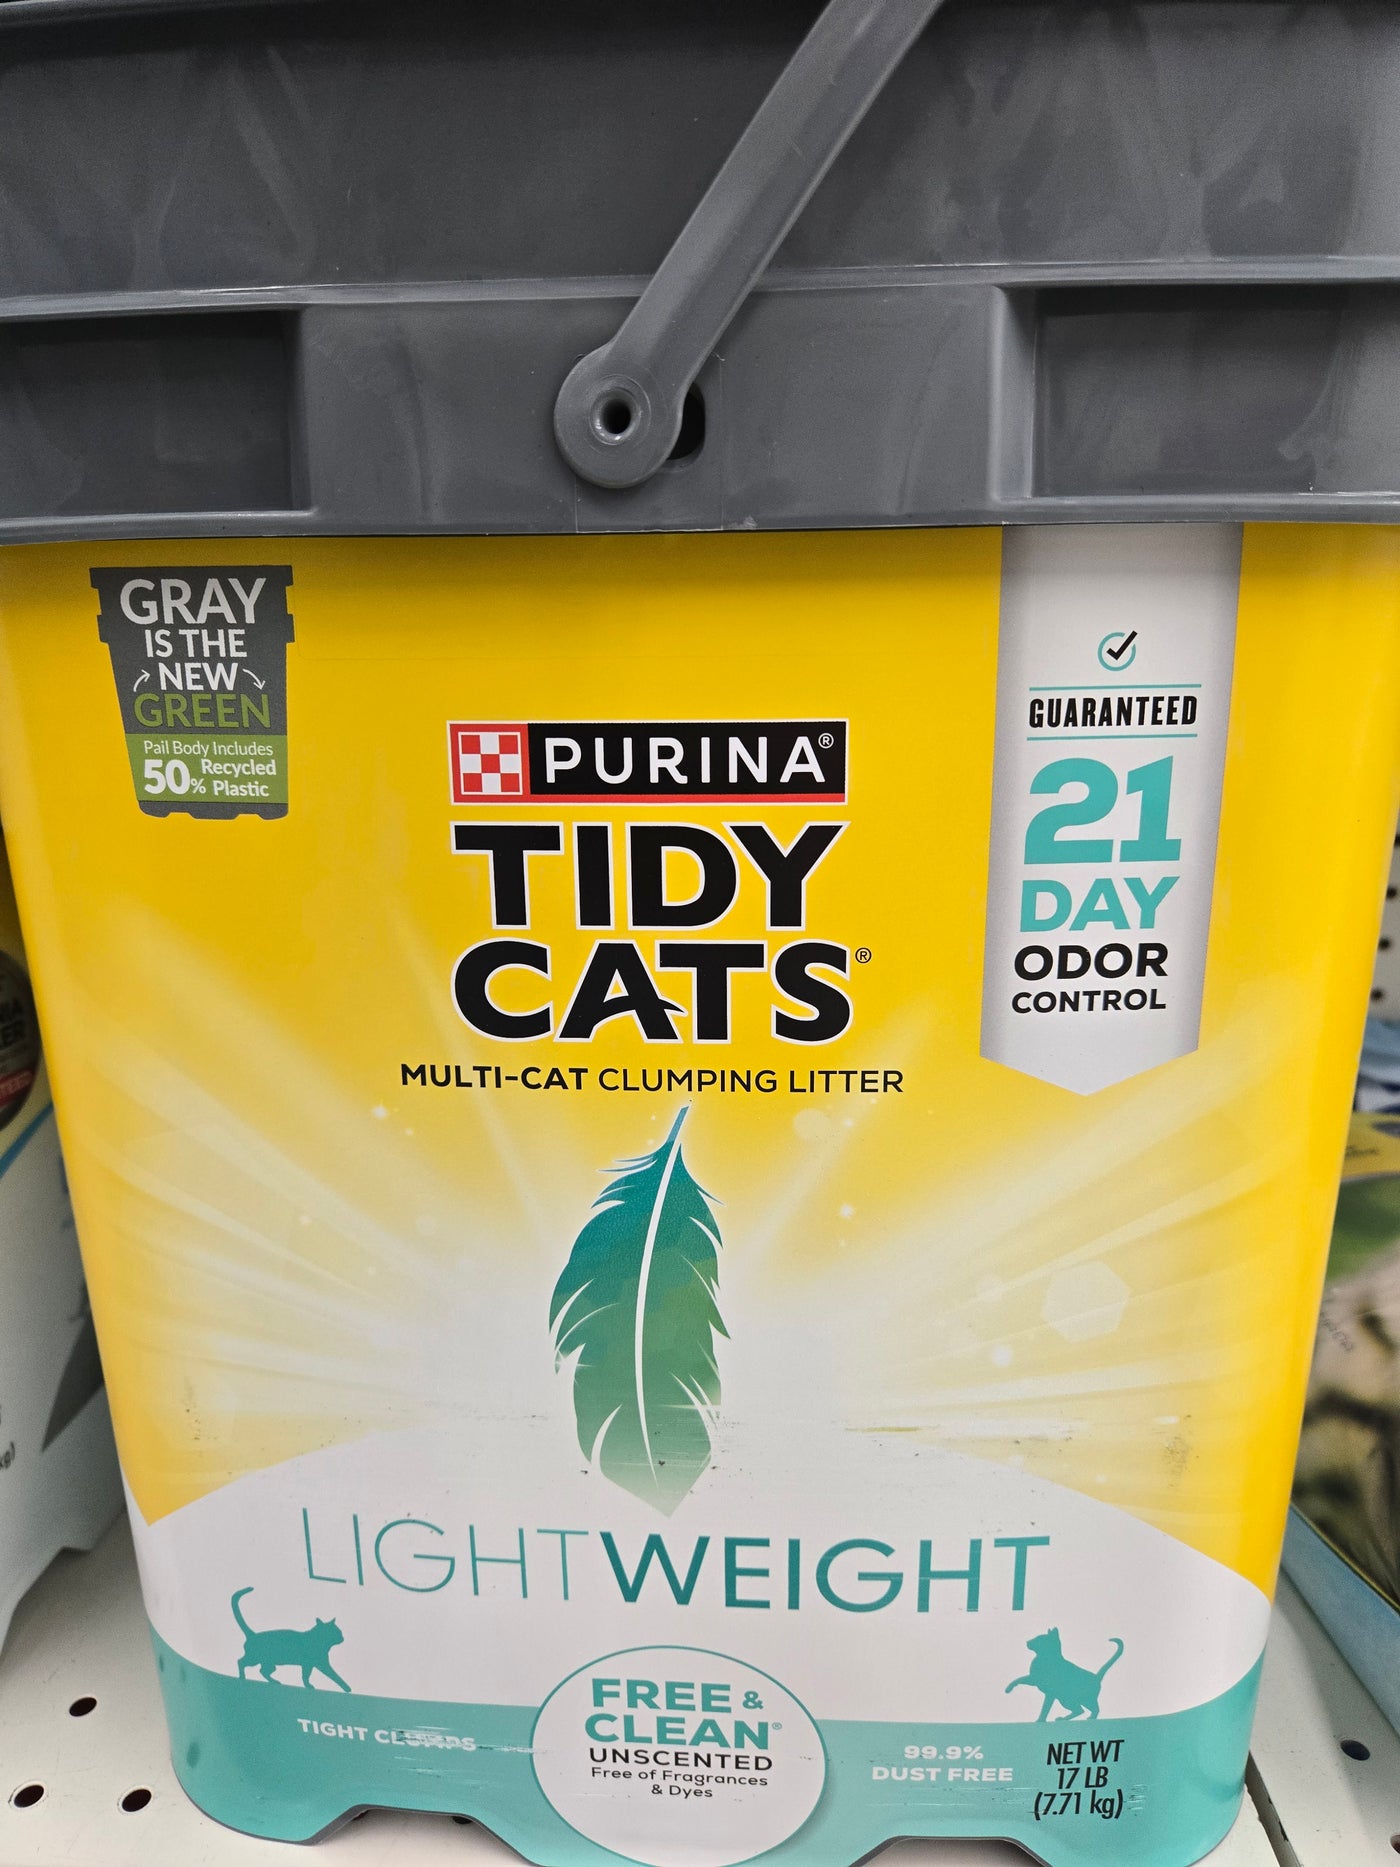 GRAY
IS THE
NEW
GREEN
Pail Body Includes
50% Recycled
Plastic
PURINA®
TIDY
CATS®
MULTI-CAT CLUMPING LITTER
GUARANTEED
21
DAY
ODOR
CONTROL
LIGHTWEIGHT
TIGHT CLUMPS
FREE &
CLEAN®
UNSCENTED
Free of Fragrances
& Dyes
99.9%
DUST FREE
NET WT
17 LB
(7.71 kg)